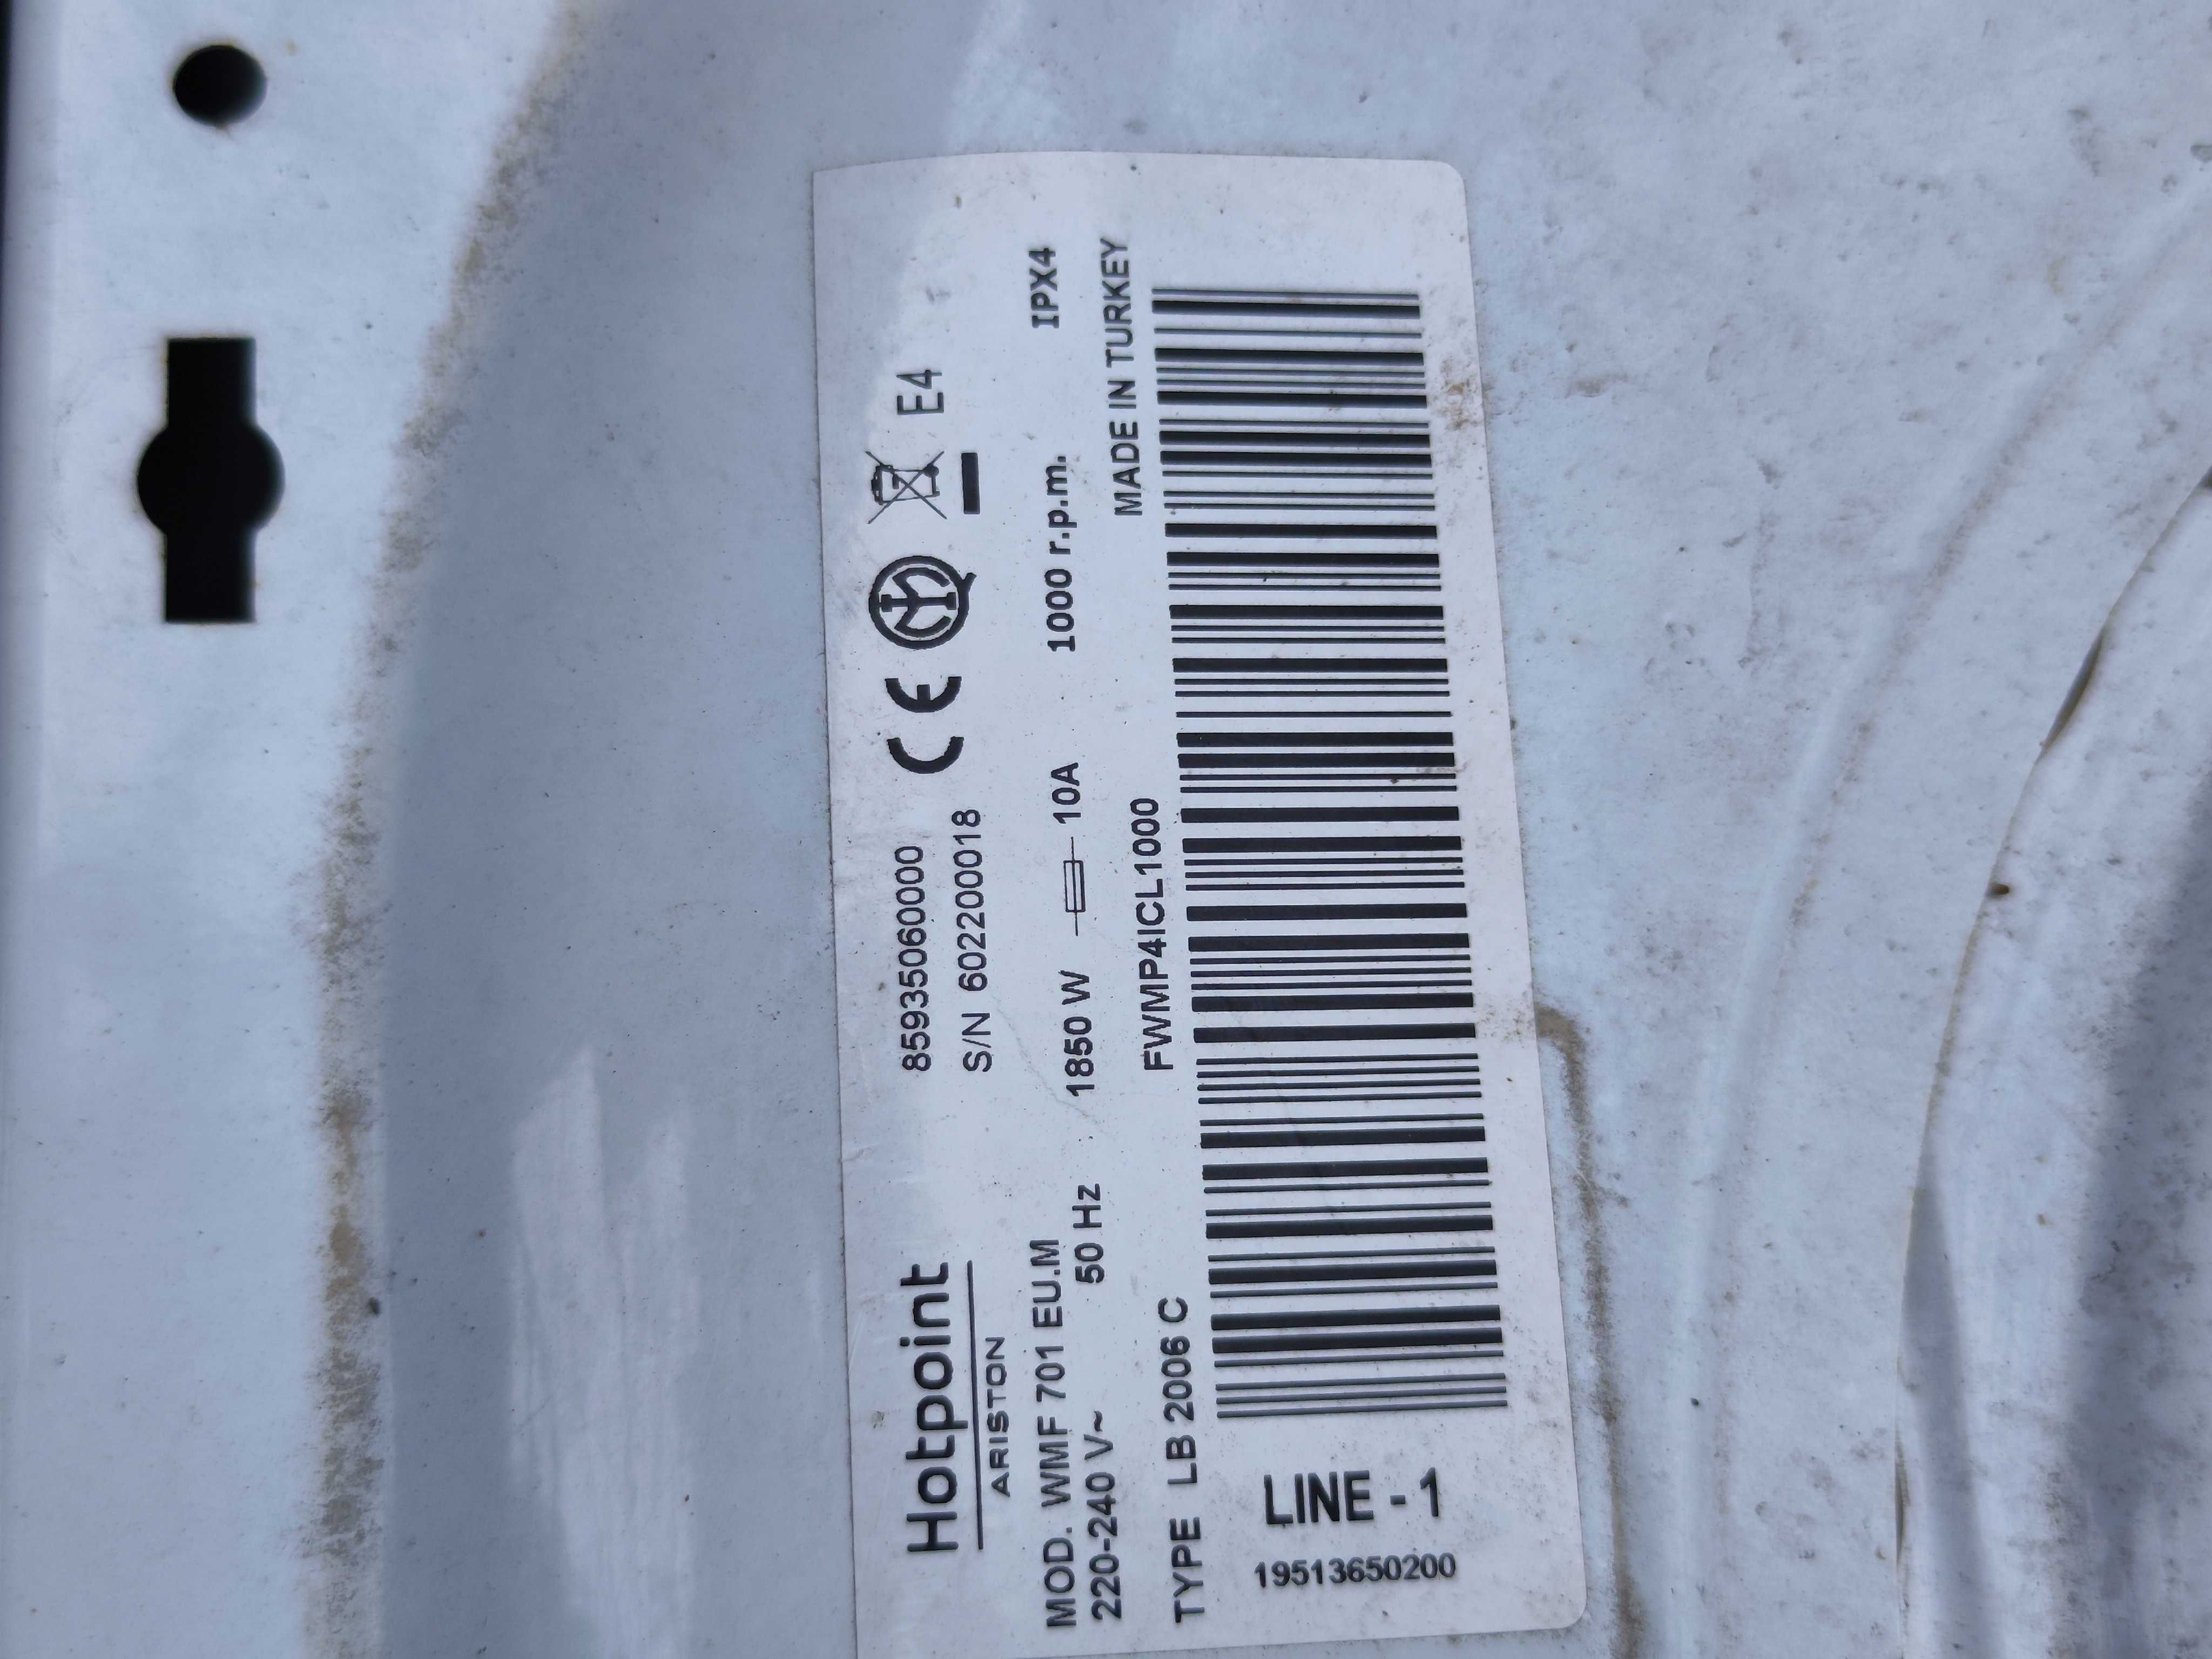 Hotpoint
ARISTON
85935060000
S/N 602200018
CE E4
MOD. WMF 701 EU.M
220-240 V~ 50 Hz 1850 W 10A 1000 r.p.m. IPX4
TYPE LB 2006 C FWMP4ICL1000 MADE IN TURKEY
LINE - 1
19513650200